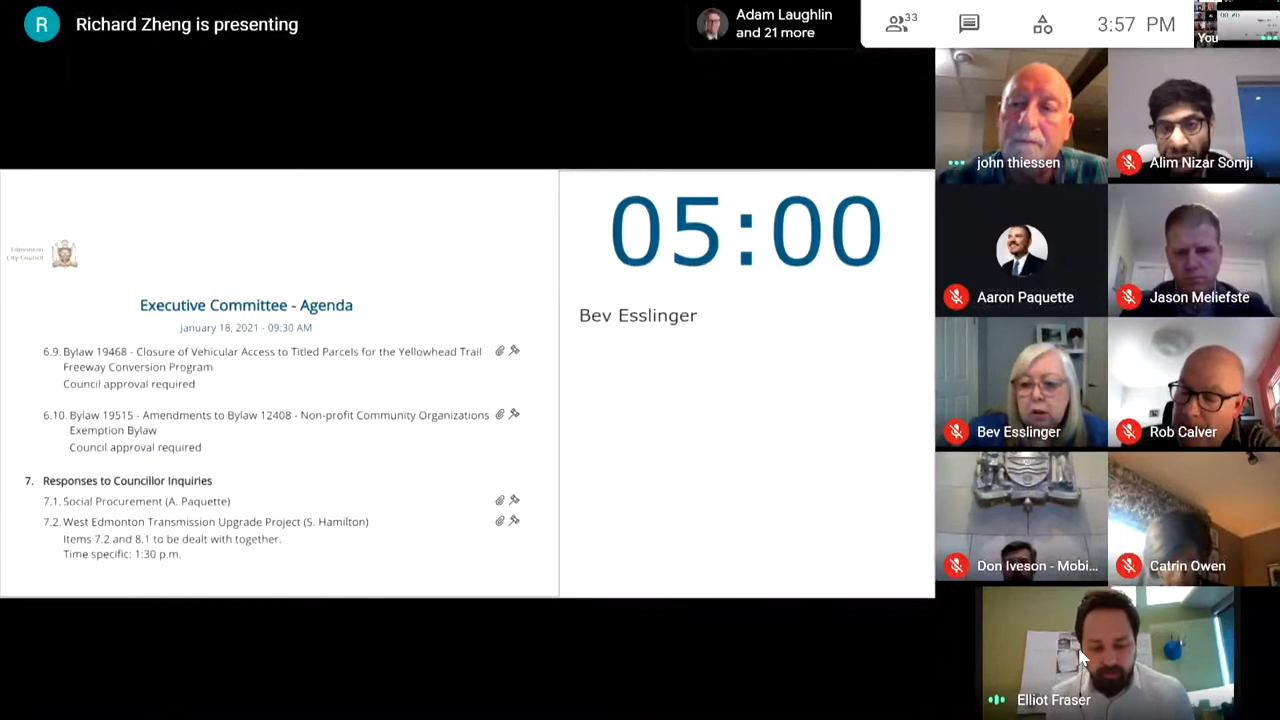 R
Richard Zheng is presenting
Adam Laughlin
and 21 more
33
3:57 PM
You
john thiessen
Alim Nizar Somji
Aaron Paquette
Jason Meliefste
Bev Esslinger
Rob Calver
Don Iveson - Mobi...
Catrin Owen
Elliot Fraser
Edmonton
City Council
Executive Committee - Agenda
January 18, 2021 - 09:30 AM
6.9. Bylaw 19468 - Closure of Vehicular Access to Titled Parcels for the Yellowhead Trail
Freeway Conversion Program
Council approval required
6.10. Bylaw 19515 - Amendments to Bylaw 12408 - Non-profit Community Organizations
Exemption Bylaw
Council approval required
7. Responses to Councillor Inquiries
7.1. Social Procurement (A. Paquette)
7.2. West Edmonton Transmission Upgrade Project (S. Hamilton)
Items 7.2 and 8.1 to be dealt with together.
Time specific: 1:30 p.m.
05:00
Bev Esslinger